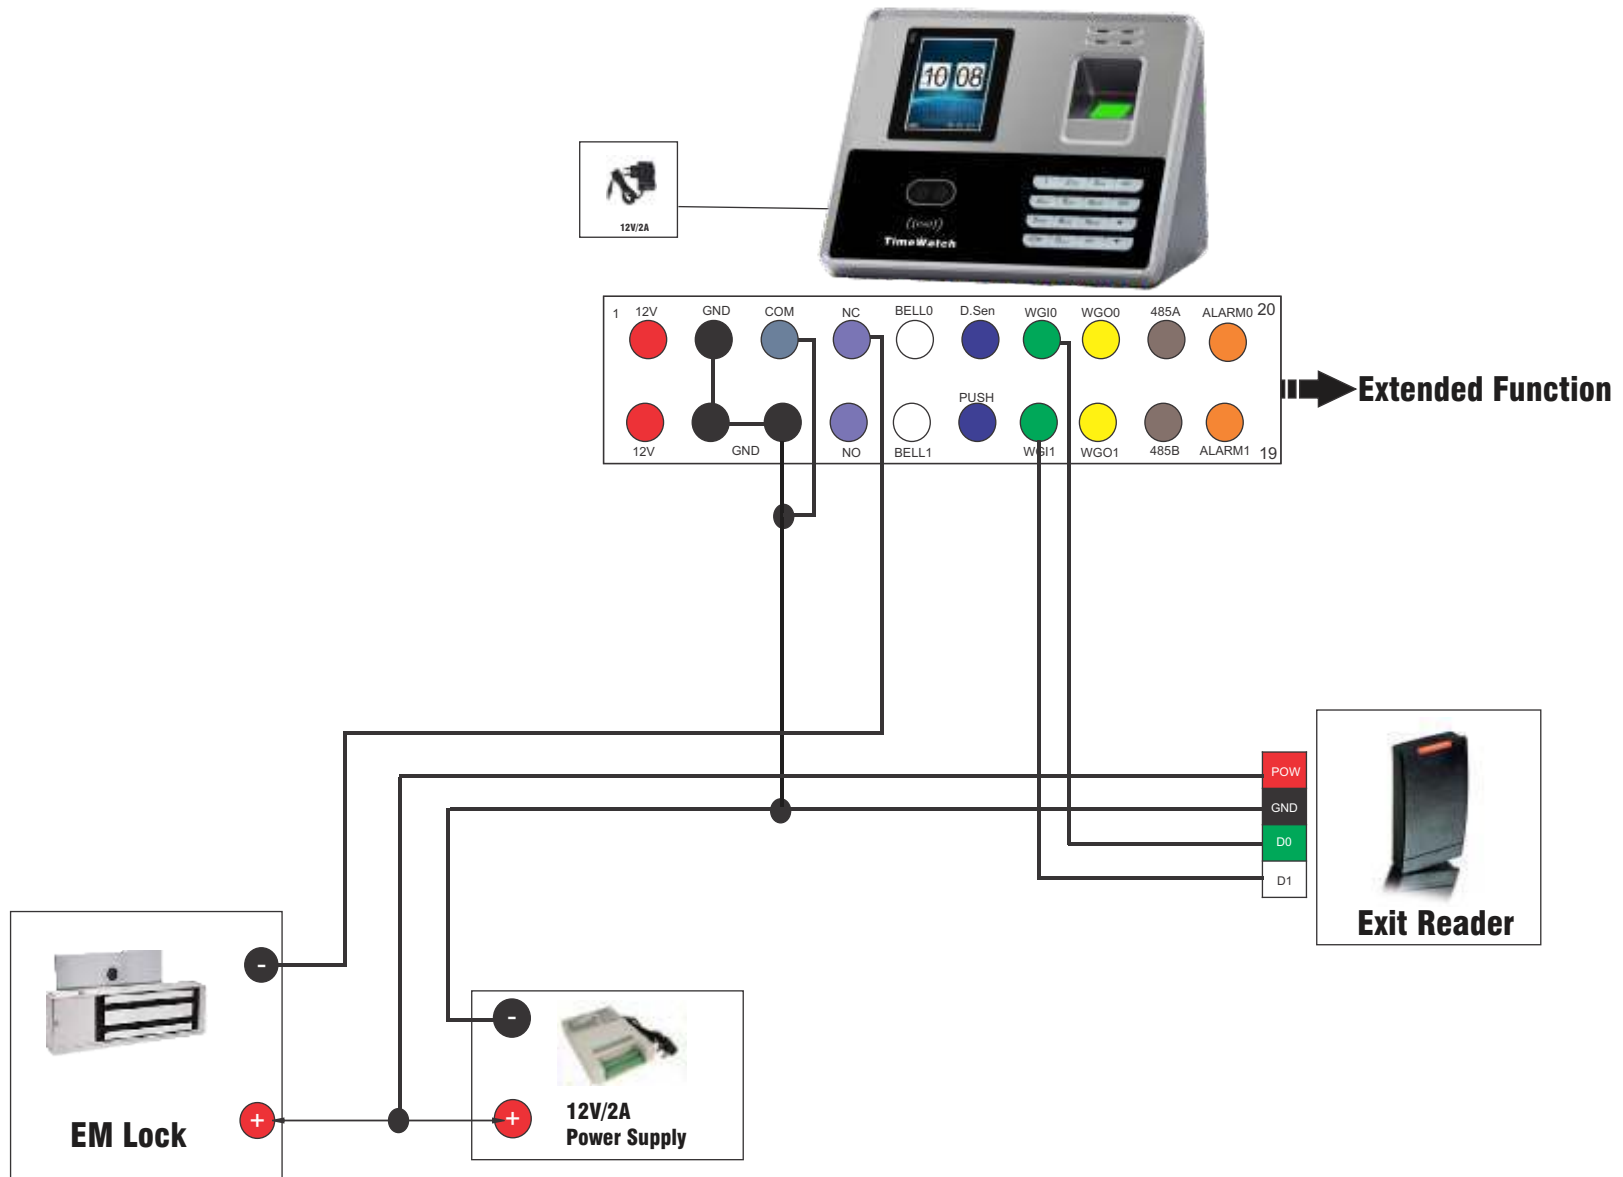 10 08
12V/2A
((rfid))
TimeWatch
1 12V GND COM NC BELL0 D.Sen WGI0 WGO0 485A ALARM0 20
Extended Function
PUSH
12V GND NO BELL1 WGI1 WGO1 485B ALARM1 19
POW
GND
D0
D1
Exit Reader
-
-
+
+
12V/2A
Power Supply
EM Lock